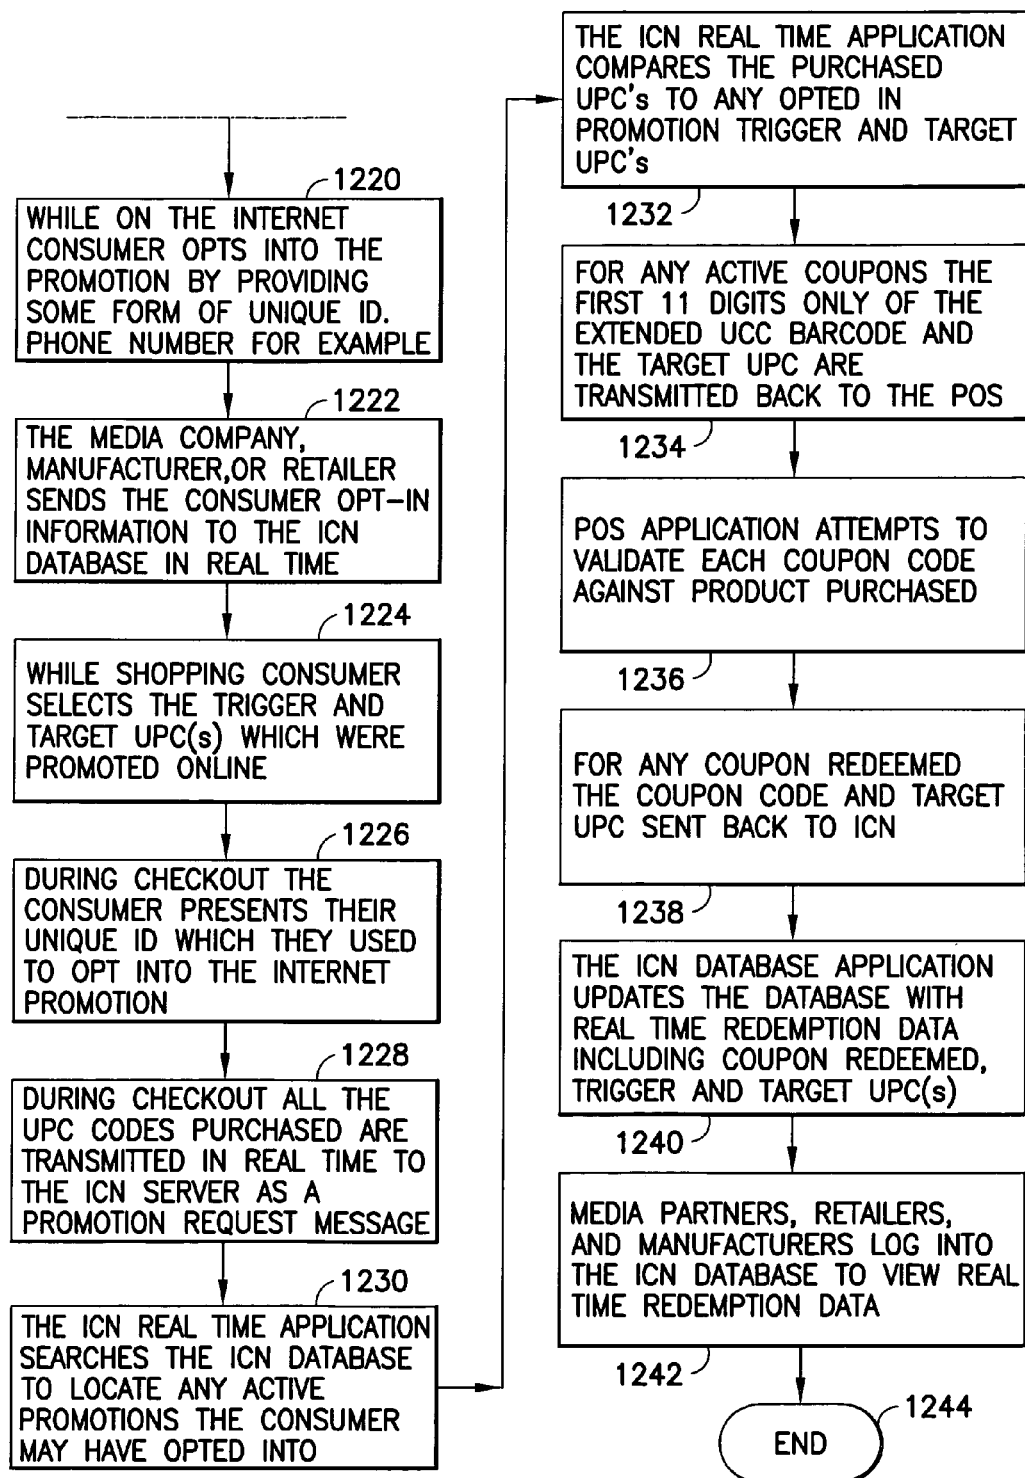 1220
WHILE ON THE INTERNET
CONSUMER OPTS INTO THE
PROMOTION BY PROVIDING
SOME FORM OF UNIQUE ID.
PHONE NUMBER FOR EXAMPLE
1222
THE MEDIA COMPANY,
MANUFACTURER,OR RETAILER
SENDS THE CONSUMER OPT-IN
INFORMATION TO THE ICN
DATABASE IN REAL TIME
1224
WHILE SHOPPING CONSUMER
SELECTS THE TRIGGER AND
TARGET UPC(s) WHICH WERE
PROMOTED ONLINE
1226
DURING CHECKOUT THE
CONSUMER PRESENTS THEIR
UNIQUE ID WHICH THEY USED
TO OPT INTO THE INTERNET
PROMOTION
1228
DURING CHECKOUT ALL THE
UPC CODES PURCHASED ARE
TRANSMITTED IN REAL TIME TO
THE ICN SERVER AS A
PROMOTION REQUEST MESSAGE
1230
THE ICN REAL TIME APPLICATION
SEARCHES THE ICN DATABASE
TO LOCATE ANY ACTIVE
PROMOTIONS THE CONSUMER
MAY HAVE OPTED INTO
THE ICN REAL TIME APPLICATION
COMPARES THE PURCHASED
UPC's TO ANY OPTED IN
PROMOTION TRIGGER AND TARGET
UPC's
1232
FOR ANY ACTIVE COUPONS THE
FIRST 11 DIGITS ONLY OF THE
EXTENDED UCC BARCODE AND
THE TARGET UPC ARE
TRANSMITTED BACK TO THE POS
1234
POS APPLICATION ATTEMPTS TO
VALIDATE EACH COUPON CODE
AGAINST PRODUCT PURCHASED
1236
FOR ANY COUPON REDEEMED
THE COUPON CODE AND TARGET
UPC SENT BACK TO ICN
1238
THE ICN DATABASE APPLICATION
UPDATES THE DATABASE WITH
REAL TIME REDEMPTION DATA
INCLUDING COUPON REDEEMED,
TRIGGER AND TARGET UPC(s)
1240
MEDIA PARTNERS, RETAILERS,
AND MANUFACTURERS LOG INTO
THE ICN DATABASE TO VIEW REAL
TIME REDEMPTION DATA
1242
1244
END